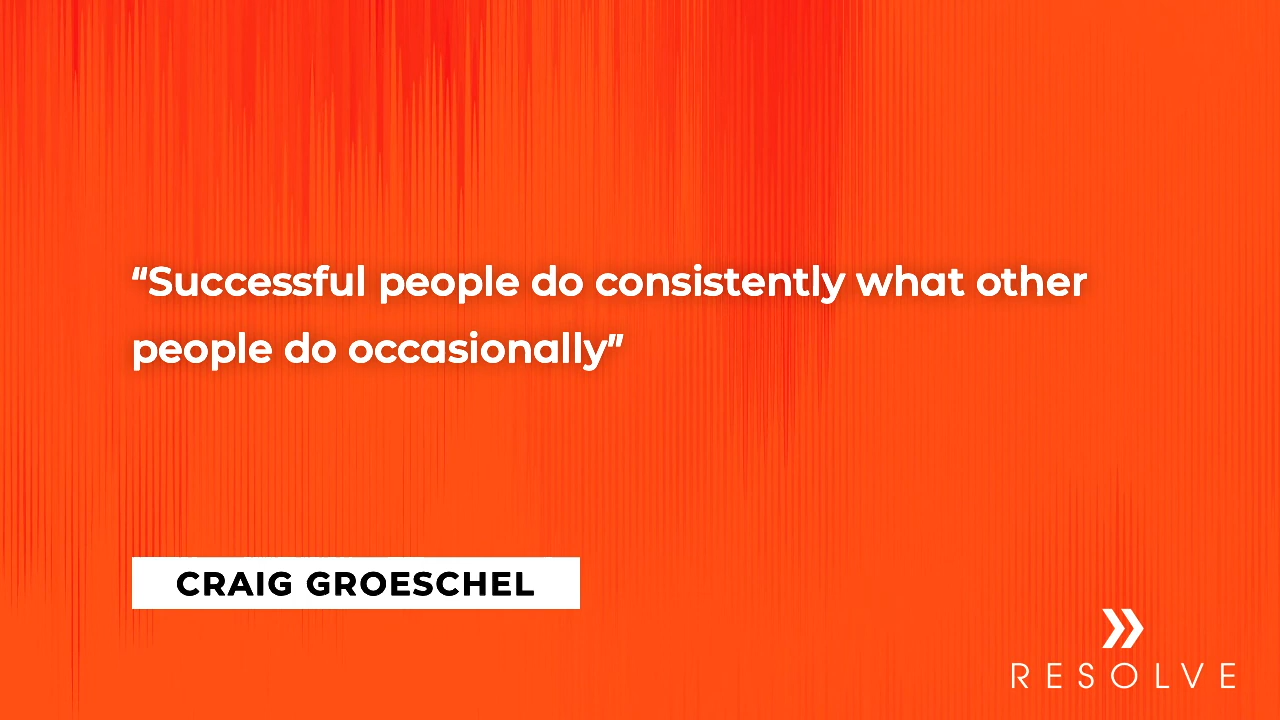 "Successful people do consistently what other
people do occasionally"
CRAIG GROESCHEL
RESOLVE